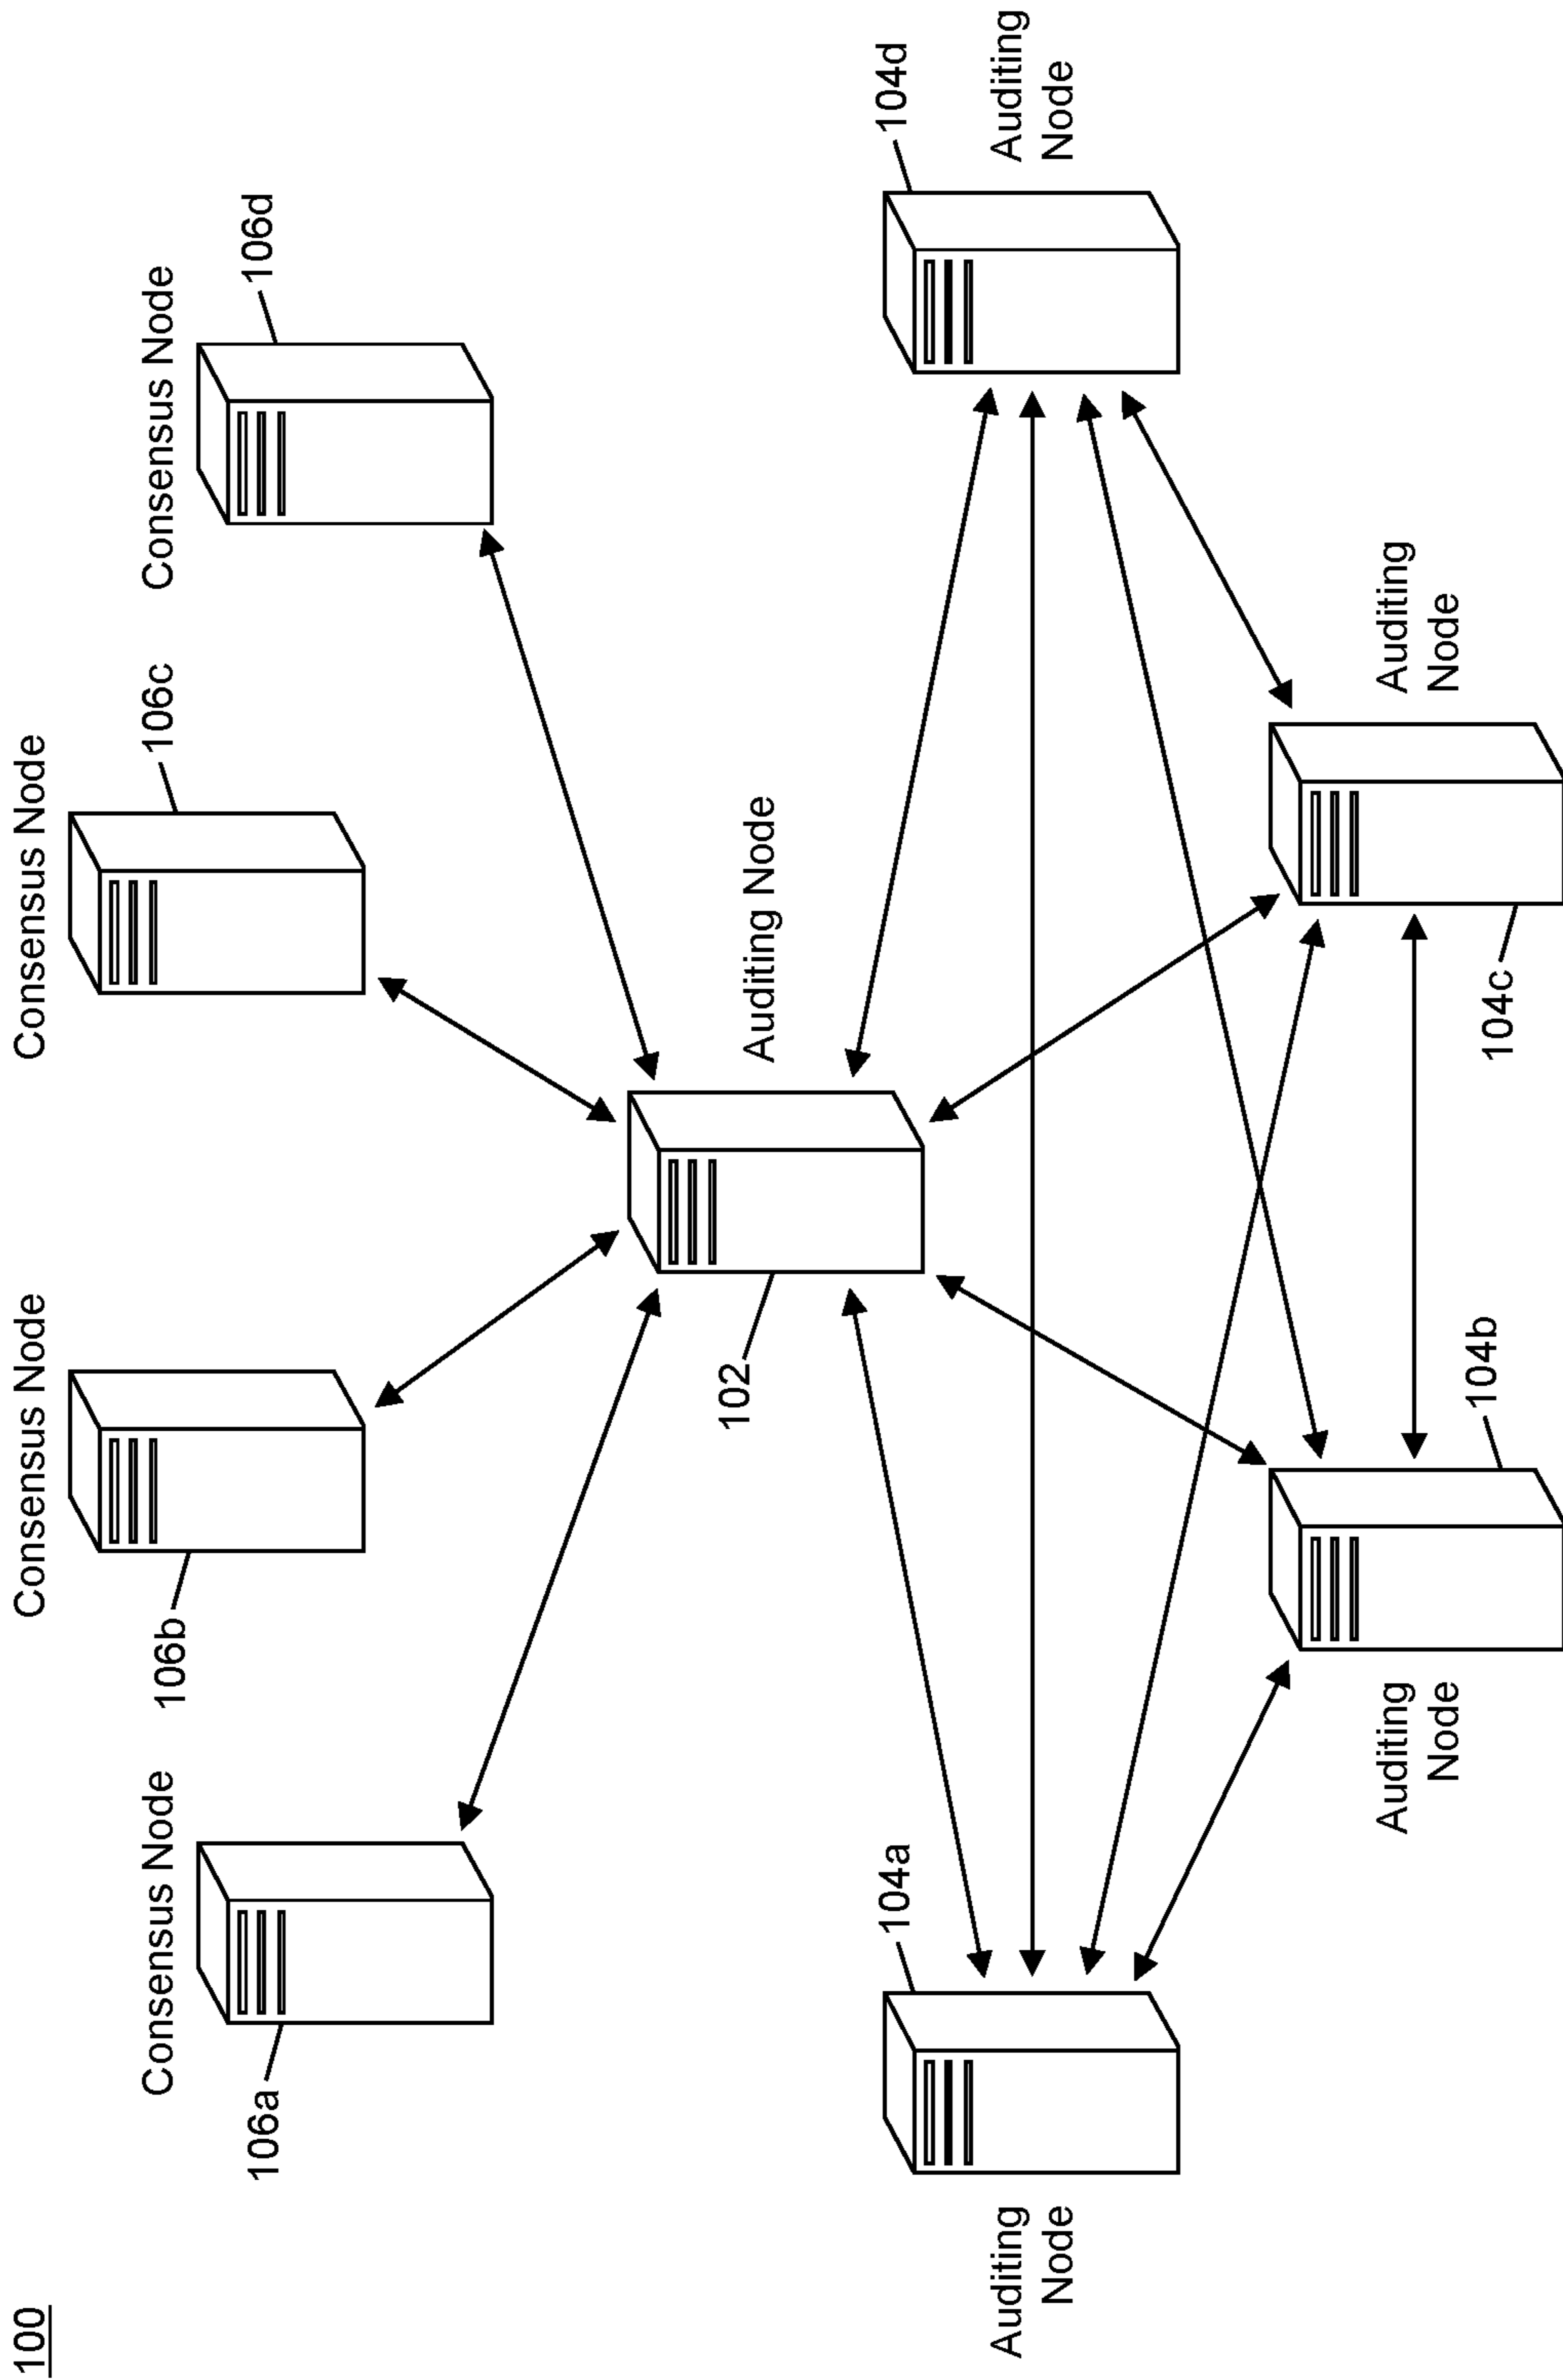 100
Consensus Node
Consensus Node
106b
106c
Consensus Node
Consensus Node
106a
106d
Auditing Node
102
104a
104d
Auditing
Node
Auditing
Node
104b
104c
Auditing
Node
Auditing
Node